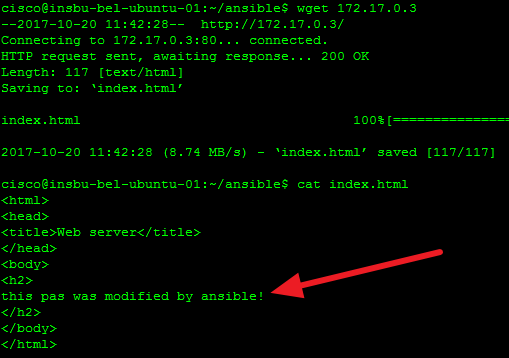 cisco@insbu-bel-ubuntu-01:~/ansible$ wget 172.17.0.3
--2017-10-20 11:42:28--  http://172.17.0.3/
Connecting to 172.17.0.3:80... connected.
HTTP request sent, awaiting response... 200 OK
Length: 117 [text/html]
Saving to: ‘index.html’
index.html 100%[===============
2017-10-20 11:42:28 (8.74 MB/s) - ‘index.html’ saved [117/117]
cisco@insbu-bel-ubuntu-01:~/ansible$ cat index.html
<html>
<head>
<title>Web server</title>
</head>
<body>
<h2>
this pas was modified by ansible!
</h2>
</body>
</html>